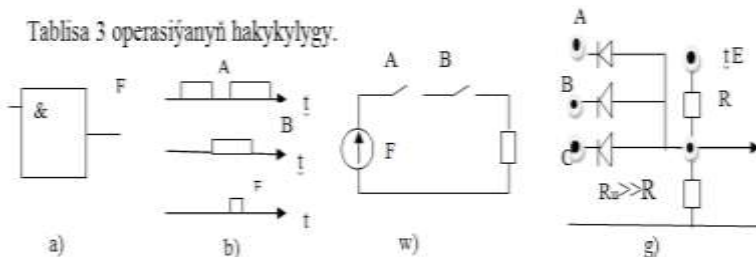 Tablisa 3 operasiýanyň hakykylygy.
F
&
a)
A
t
B
t
F
t
b)
A B
F
w)
A
B
C
tE
R
Rн>>R
g)